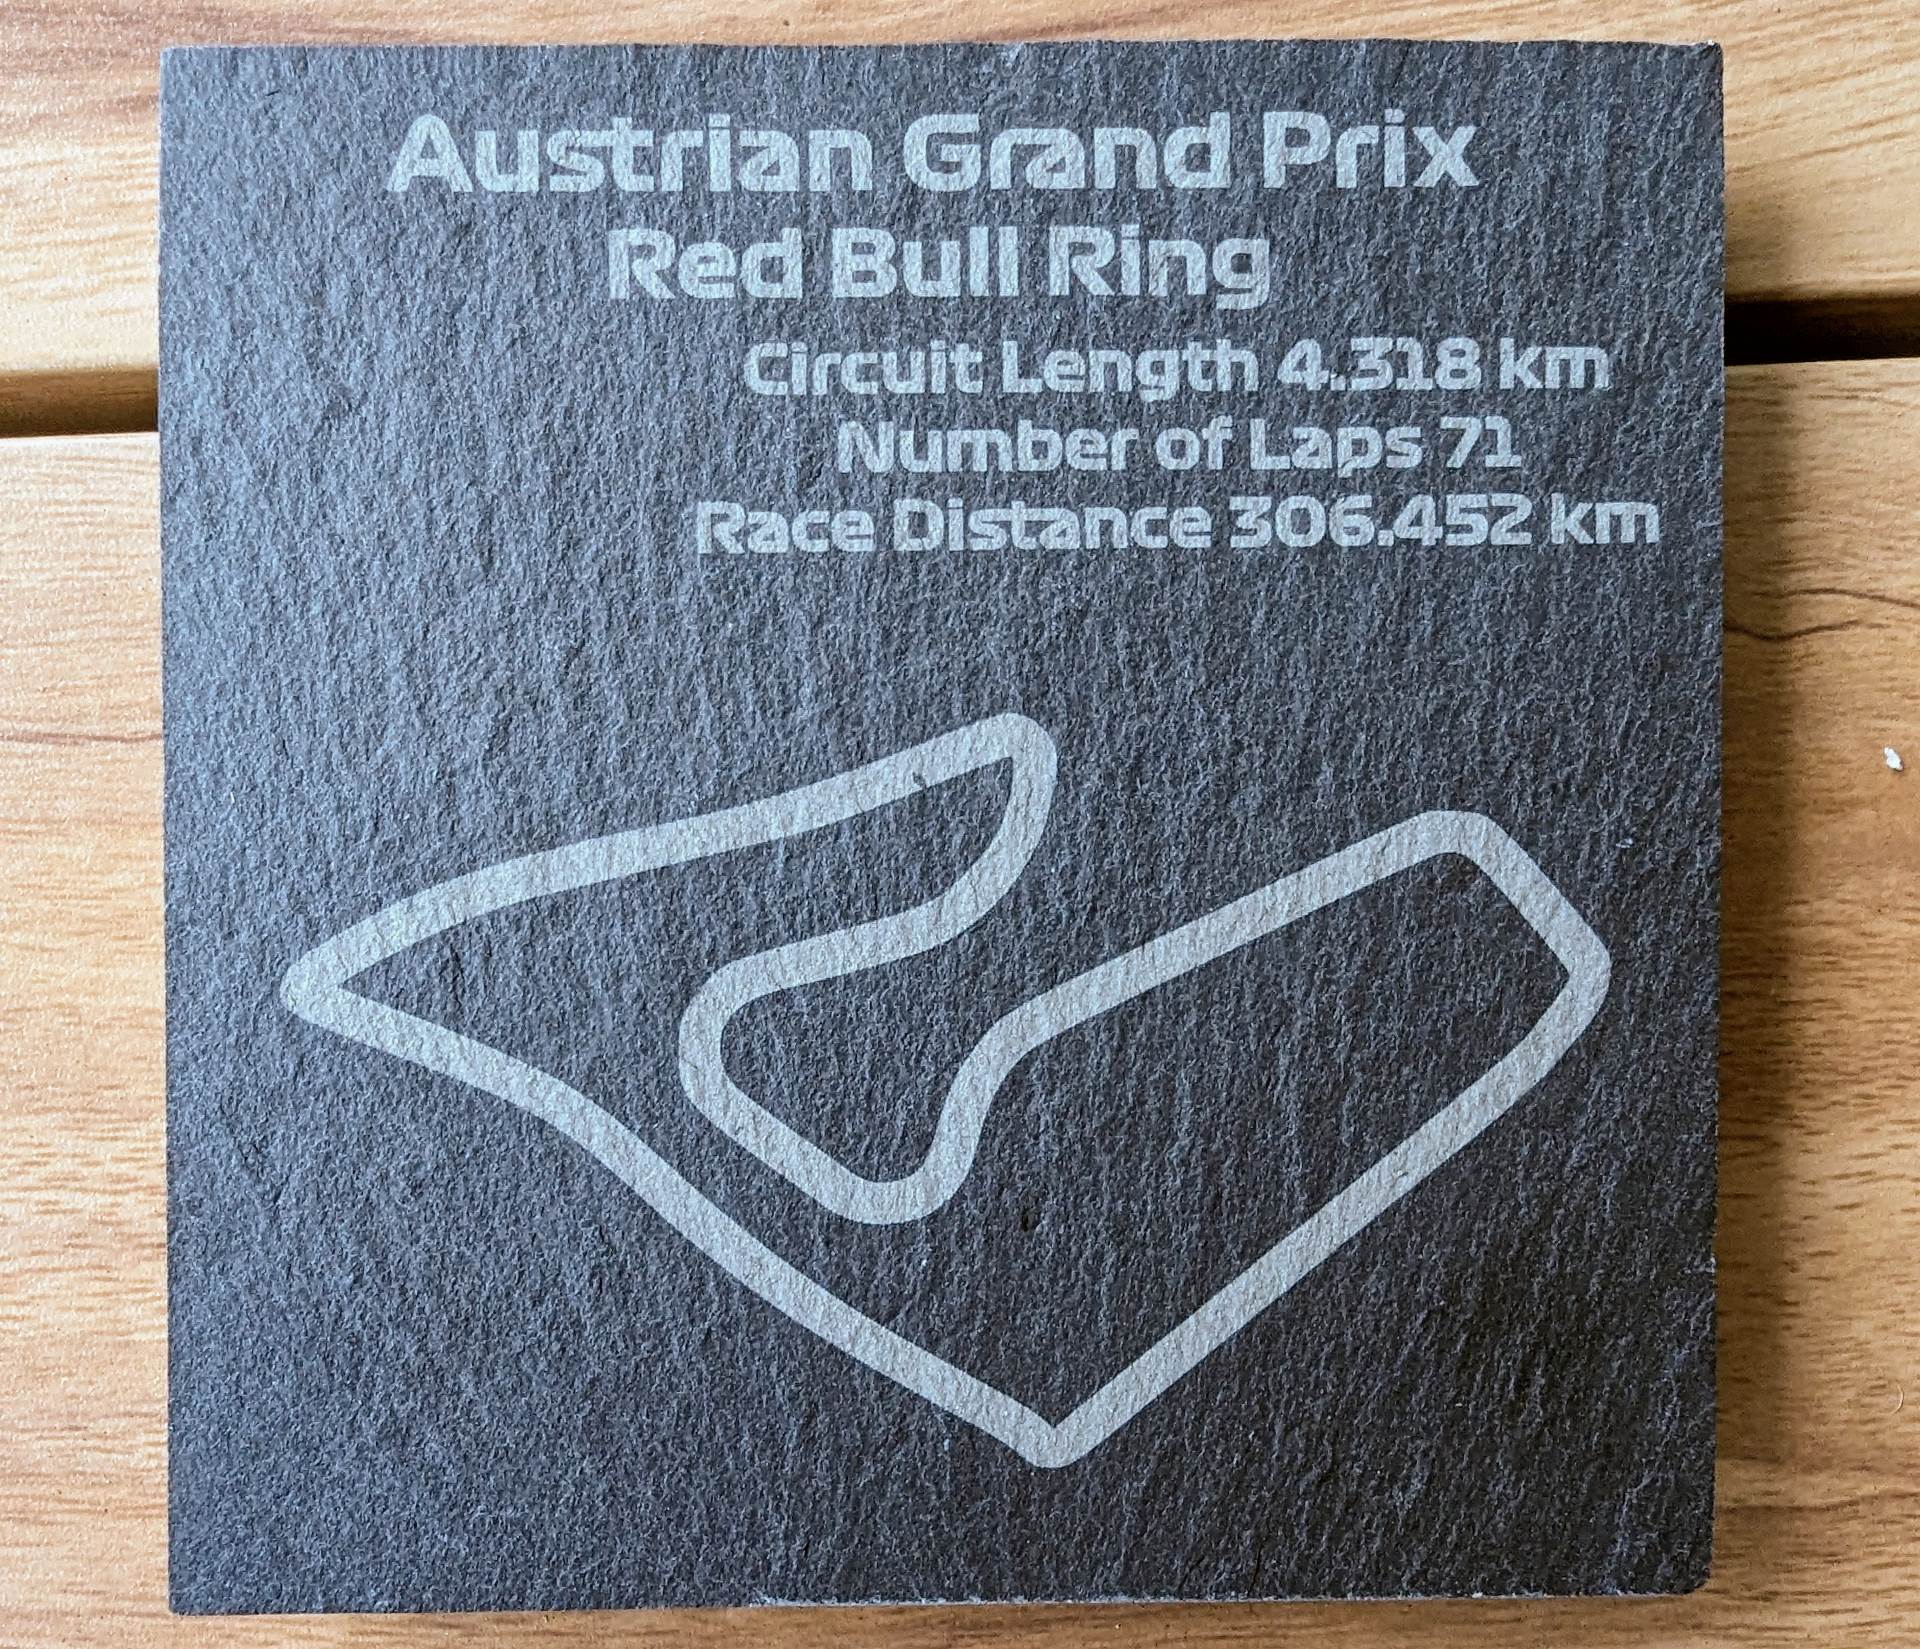 Austrian Grand Prix
Red Bull Ring
Circuit Length 4.318 km
Number of Laps 71
Race Distance 306.452 km